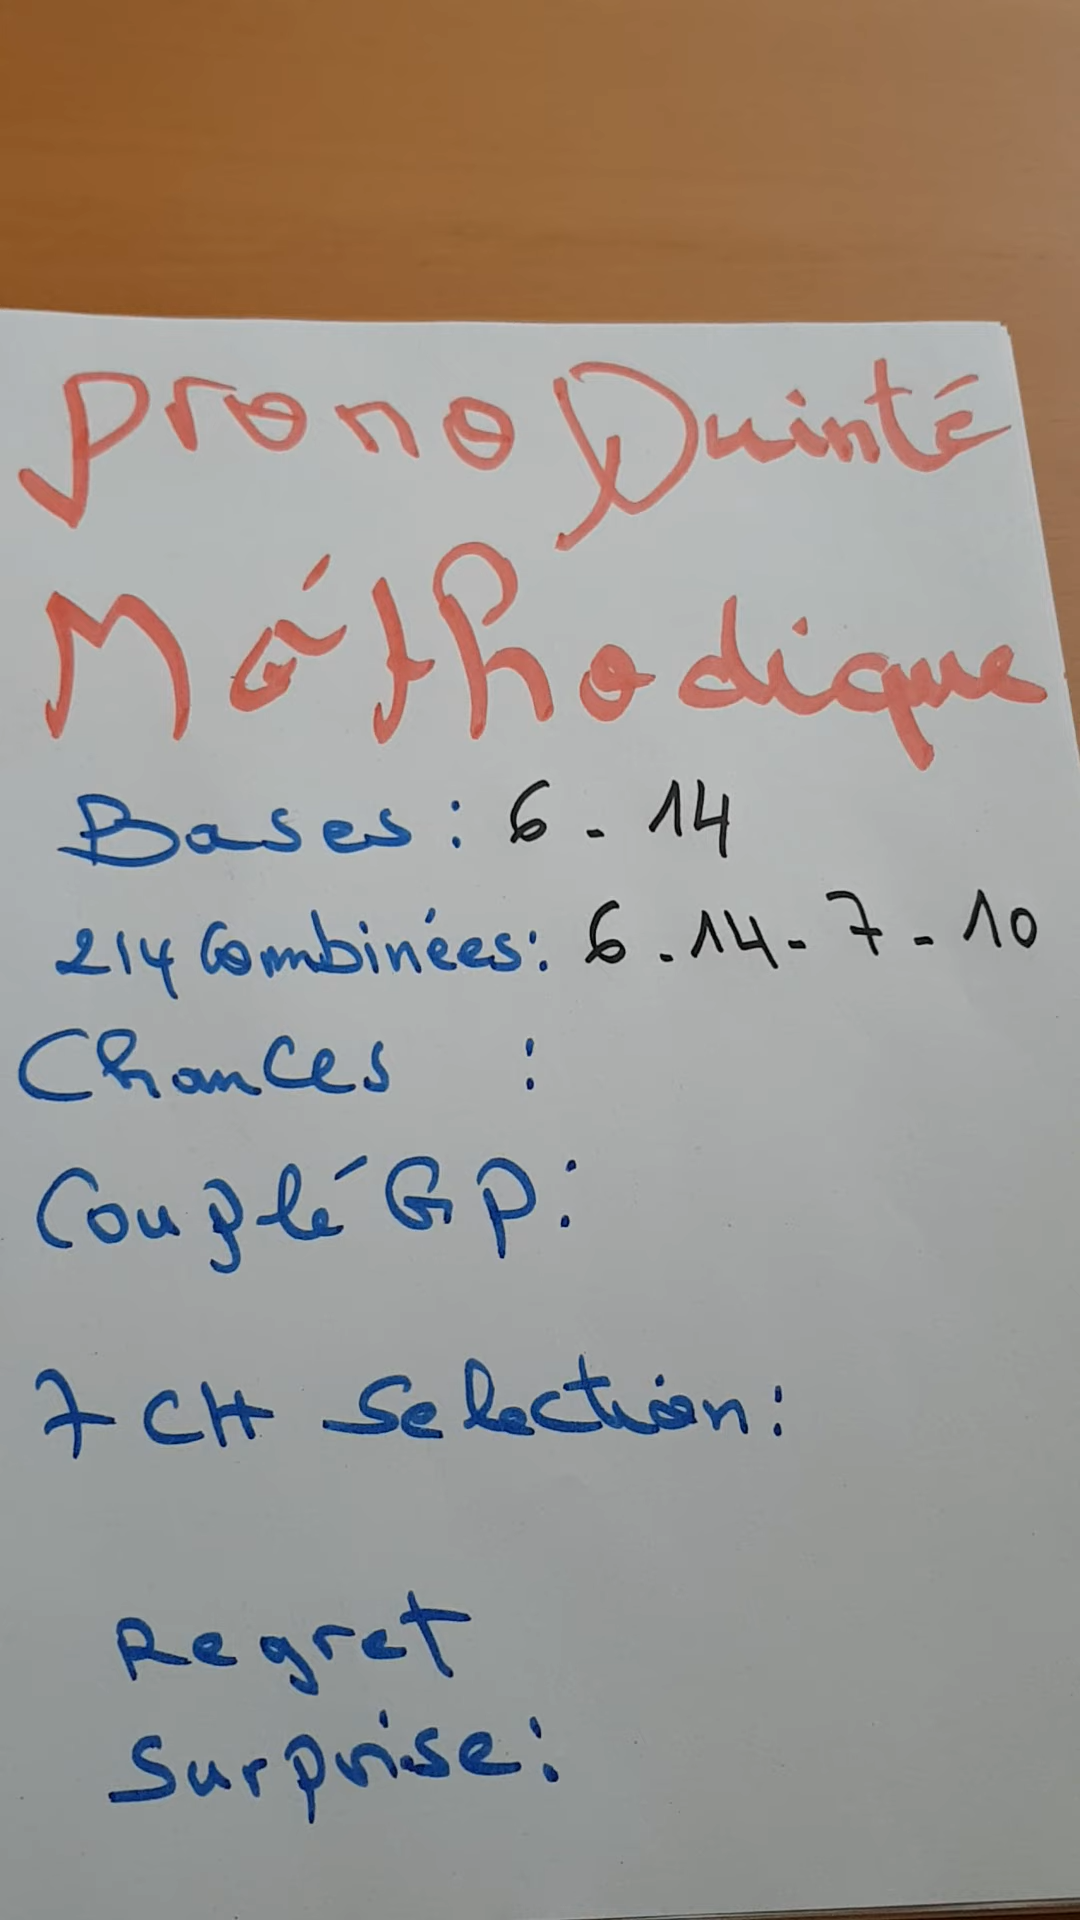 Prono Quinté
Méthodique
Bases : 6 - 14
2/4 Combinées : 6 - 14 - 7 - 10
Chances :
Couplé GP :
7 CH Selection :
Regret
Surprise :